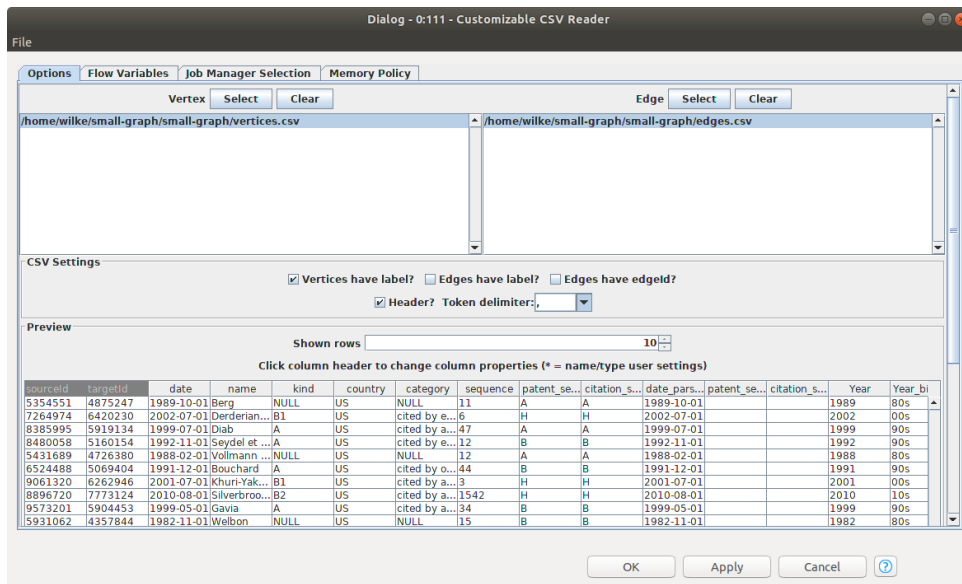 Dialog - 0:111 - Customizable CSV Reader
File
Options Flow Variables Job Manager Selection Memory Policy
Vertex Select Clear Edge Select Clear
/home/wilke/small-graph/small-graph/vertices.csv /home/wilke/small-graph/small-graph/edges.csv
CSV Settings
Vertices have label? Edges have label? Edges have edgeId?
Header? Token delimiter: ,
Preview
Shown rows 10
Click column header to change column properties (* = name/type user settings)
sourceId targetId date name kind country category sequence patent_se... citation_s... date_pars... patent_se... citation_s... Year Year_bi
5354551 4875247 1989-10-01 Berg NULL US NULL 11 A A 1989-10-01 1989 80s
7264974 6420230 2002-07-01 Derderian... B1 US cited by e... 6 H H 2002-07-01 2002 00s
8385995 5919134 1999-07-01 Diab A US cited by a... 47 A A 1999-07-01 1999 90s
8480058 5160154 1992-11-01 Seydel et ... A US cited by e... 12 B B 1992-11-01 1992 90s
5431689 4726380 1988-02-01 Vollmann ... NULL US NULL 12 A A 1988-02-01 1988 80s
6524488 5069404 1991-12-01 Bouchard A US cited by o... 44 B B 1991-12-01 1991 90s
9061320 6262946 2001-07-01 Khuri-Yak... B1 US cited by a... 3 H H 2001-07-01 2001 00s
8896720 7773124 2010-08-01 Silverbroo... B2 US cited by a... 1542 H H 2010-08-01 2010 10s
9573201 5904453 1999-05-01 Gavia A US cited by a... 34 B B 1999-05-01 1999 90s
5931062 4357844 1982-11-01 Welbon NULL US NULL 15 B B 1982-11-01 1982 80s
OK Apply Cancel ?